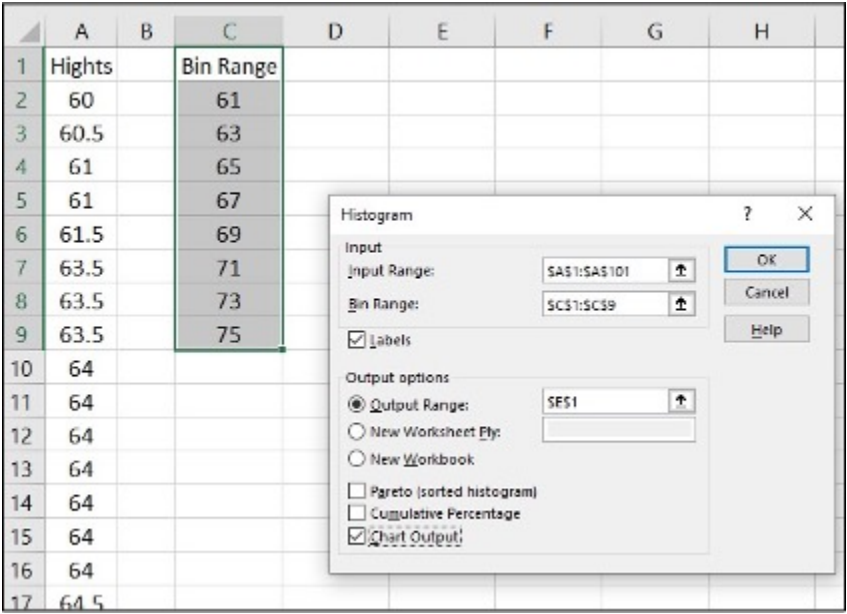 A B C D E F G H
1 Hights Bin Range
2 60 61
3 60.5 63
4 61 65
5 61 67
6 61.5 69
7 63.5 71
8 63.5 73
9 63.5 75
10 64
11 64
12 64
13 64
14 64
15 64
16 64
17 64.5
Histogram ? ×
Input
Input Range: $A$1:$A$101
Bin Range: $C$1:$C$9
Labels
OK
Cancel
Help
Output options
Output Range: $E$1
New Worksheet Ply:
New Workbook
Pareto (sorted histogram)
Cumulative Percentage
Chart Output